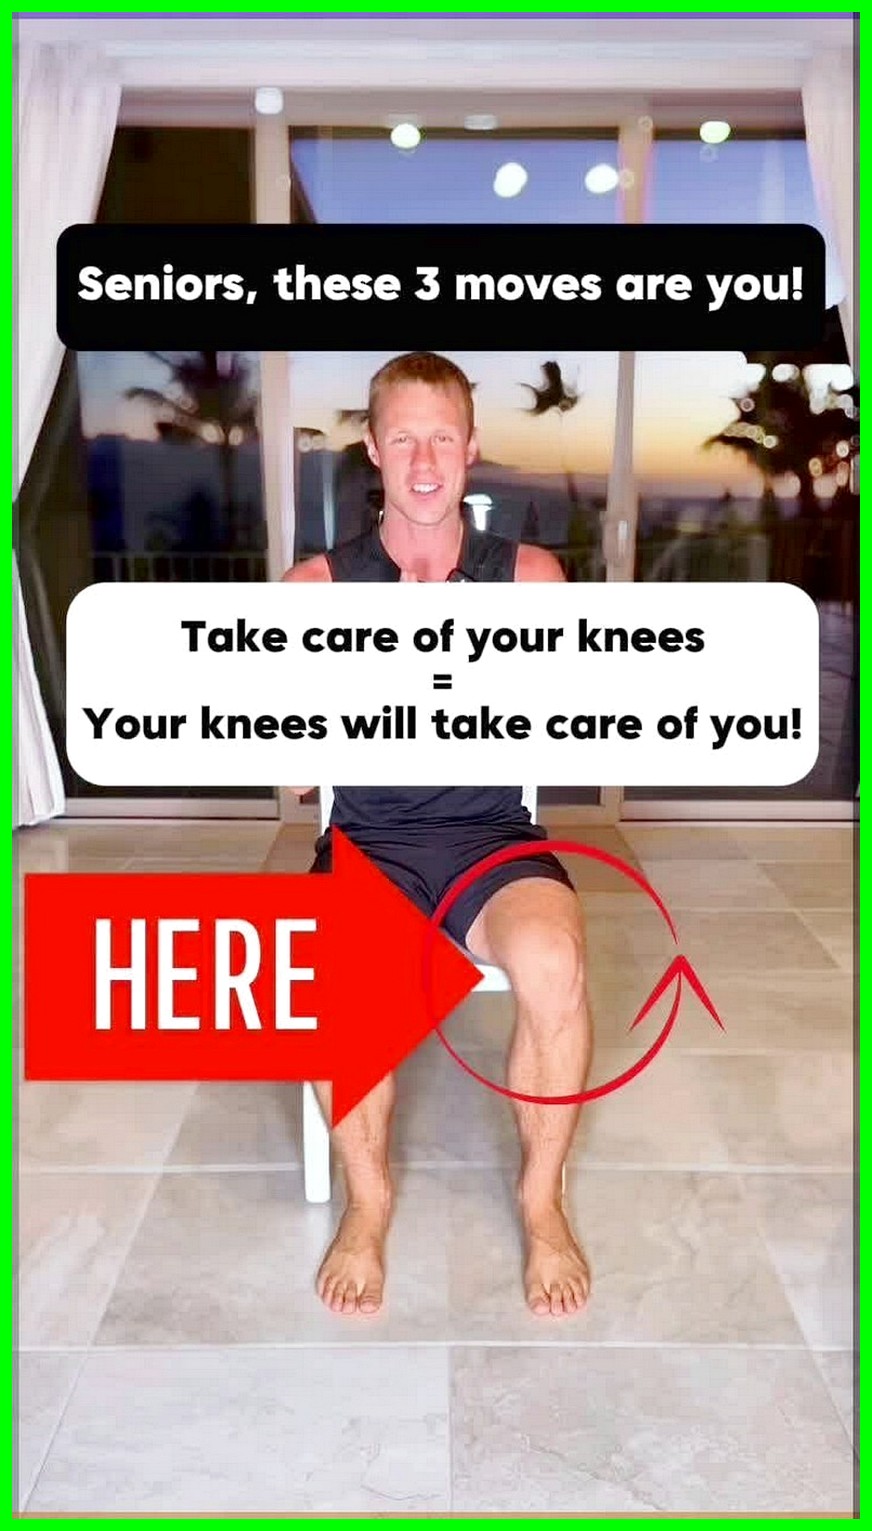 Seniors, these 3 moves are you!
Take care of your knees
=
Your knees will take care of you!
HERE